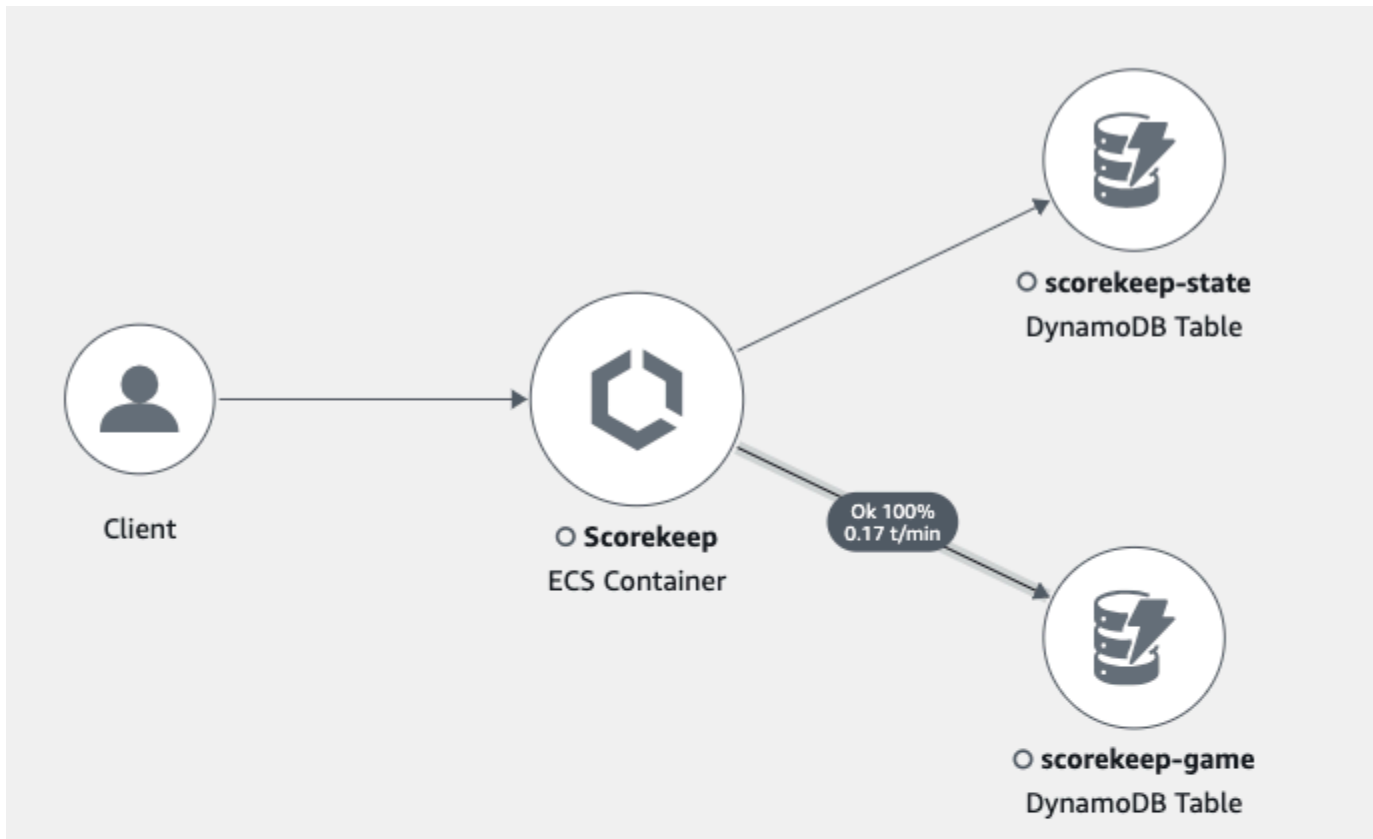 scorekeep-state
DynamoDB Table
Client
Scorekeep
ECS Container
Ok 100%
0.17 t/min
scorekeep-game
DynamoDB Table